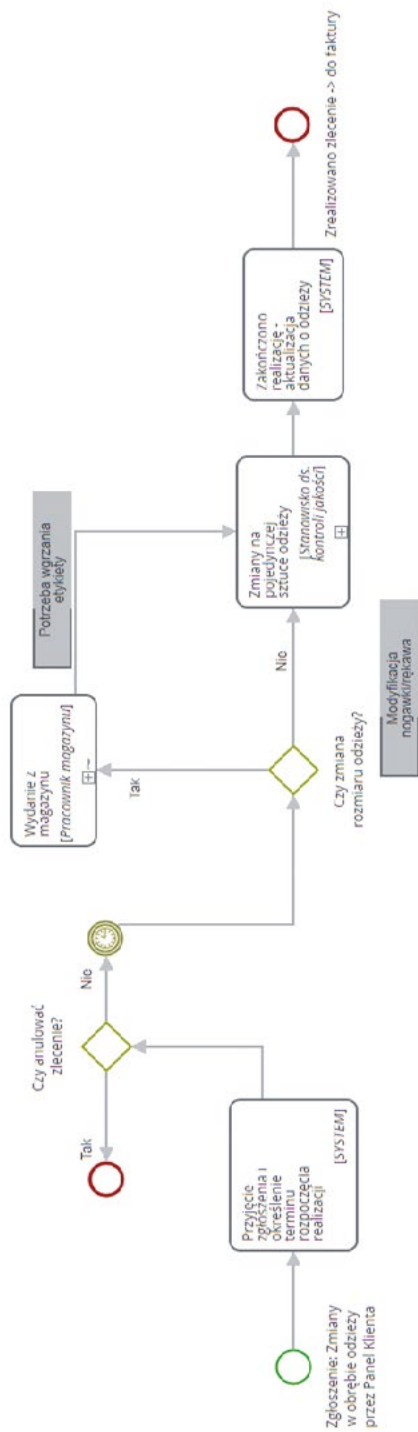 Zgłoszenie: Zmiany
w obrębie odzieży
przez Panel Klienta
Przyjęcie
zgłoszenia i
określenie
terminu
rozpoczęcia
realizacji
[SYSTEM]
Czy anulować
zlecenie?
Tak
Nie
Czy zmiana
rozmiaru odzieży?
Tak
Nie
Wydanie z
magazynu
[Pracownik magazynu]
Potrzeba wgrzania
etykiety
Modyfikacja
nogawki/rękawa
Zmiany na
pojedynczej
sztuce odzieży
[Stanowisko ds.
kontroli jakości]
Zakończono
realizację -
aktualizacja
danych o odzieży
[SYSTEM]
Zrealizowano zlecenie -> do faktury